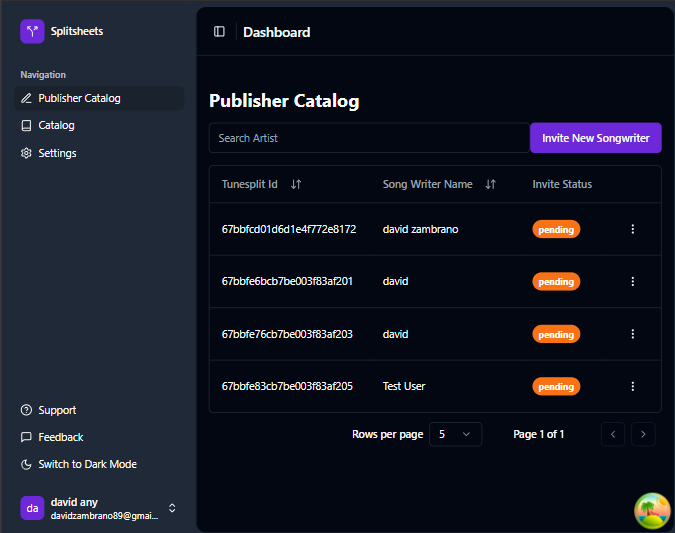 Splitsheets
Navigation
Publisher Catalog
Catalog
Settings
Support
Feedback
Switch to Dark Mode
da
david any
davidzambrano89@gmai...
Dashboard
Publisher Catalog
Search Artist
Invite New Songwriter
Tunesplit Id Song Writer Name Invite Status
67bbfcd01d6d1e4f772e8172 david zambrano pending
67bbfe6bcb7be003f83af201 david pending
67bbfe76cb7be003f83af203 david pending
67bbfe83cb7be003f83af205 Test User pending
Rows per page 5 Page 1 of 1